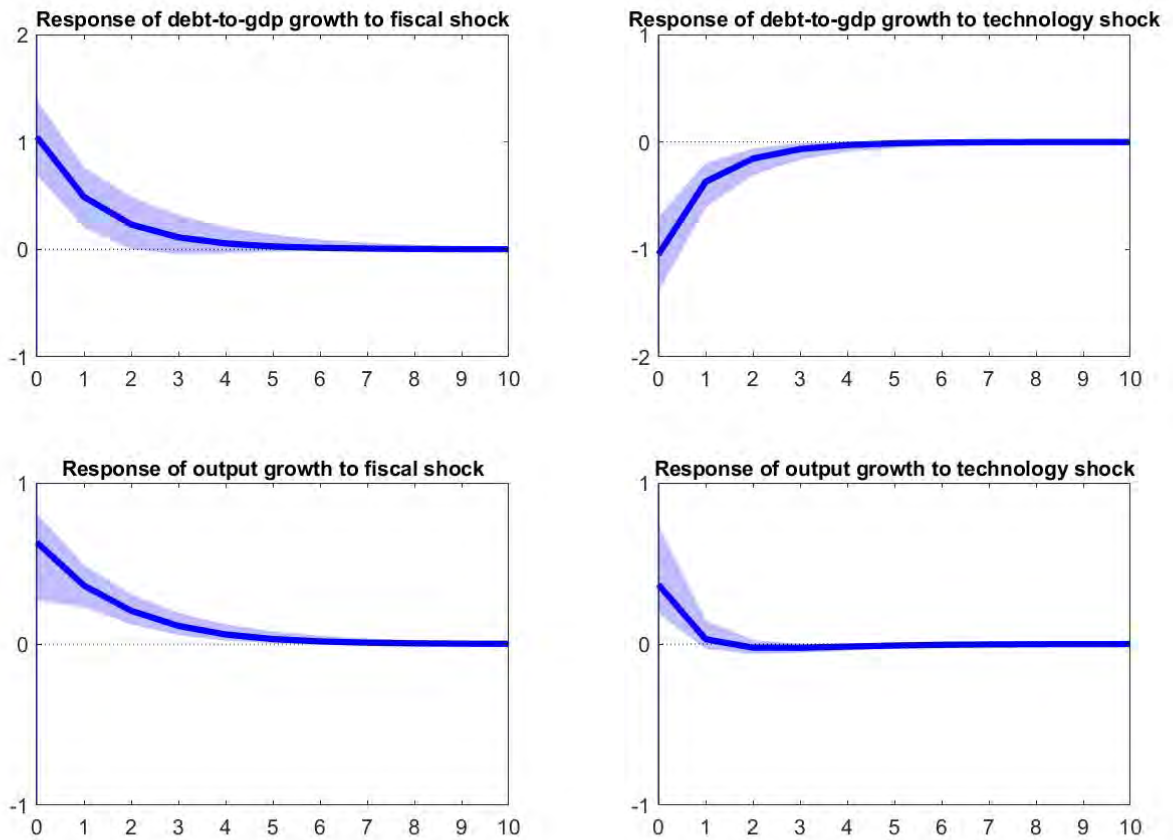 Response of debt-to-gdp growth to fiscal shock
2
1
0
-1
0 1 2 3 4 5 6 7 8 9 10
Response of debt-to-gdp growth to technology shock
1
0
-1
-2
0 1 2 3 4 5 6 7 8 9 10
Response of output growth to fiscal shock
1
0
-1
0 1 2 3 4 5 6 7 8 9 10
Response of output growth to technology shock
1
0
-1
0 1 2 3 4 5 6 7 8 9 10